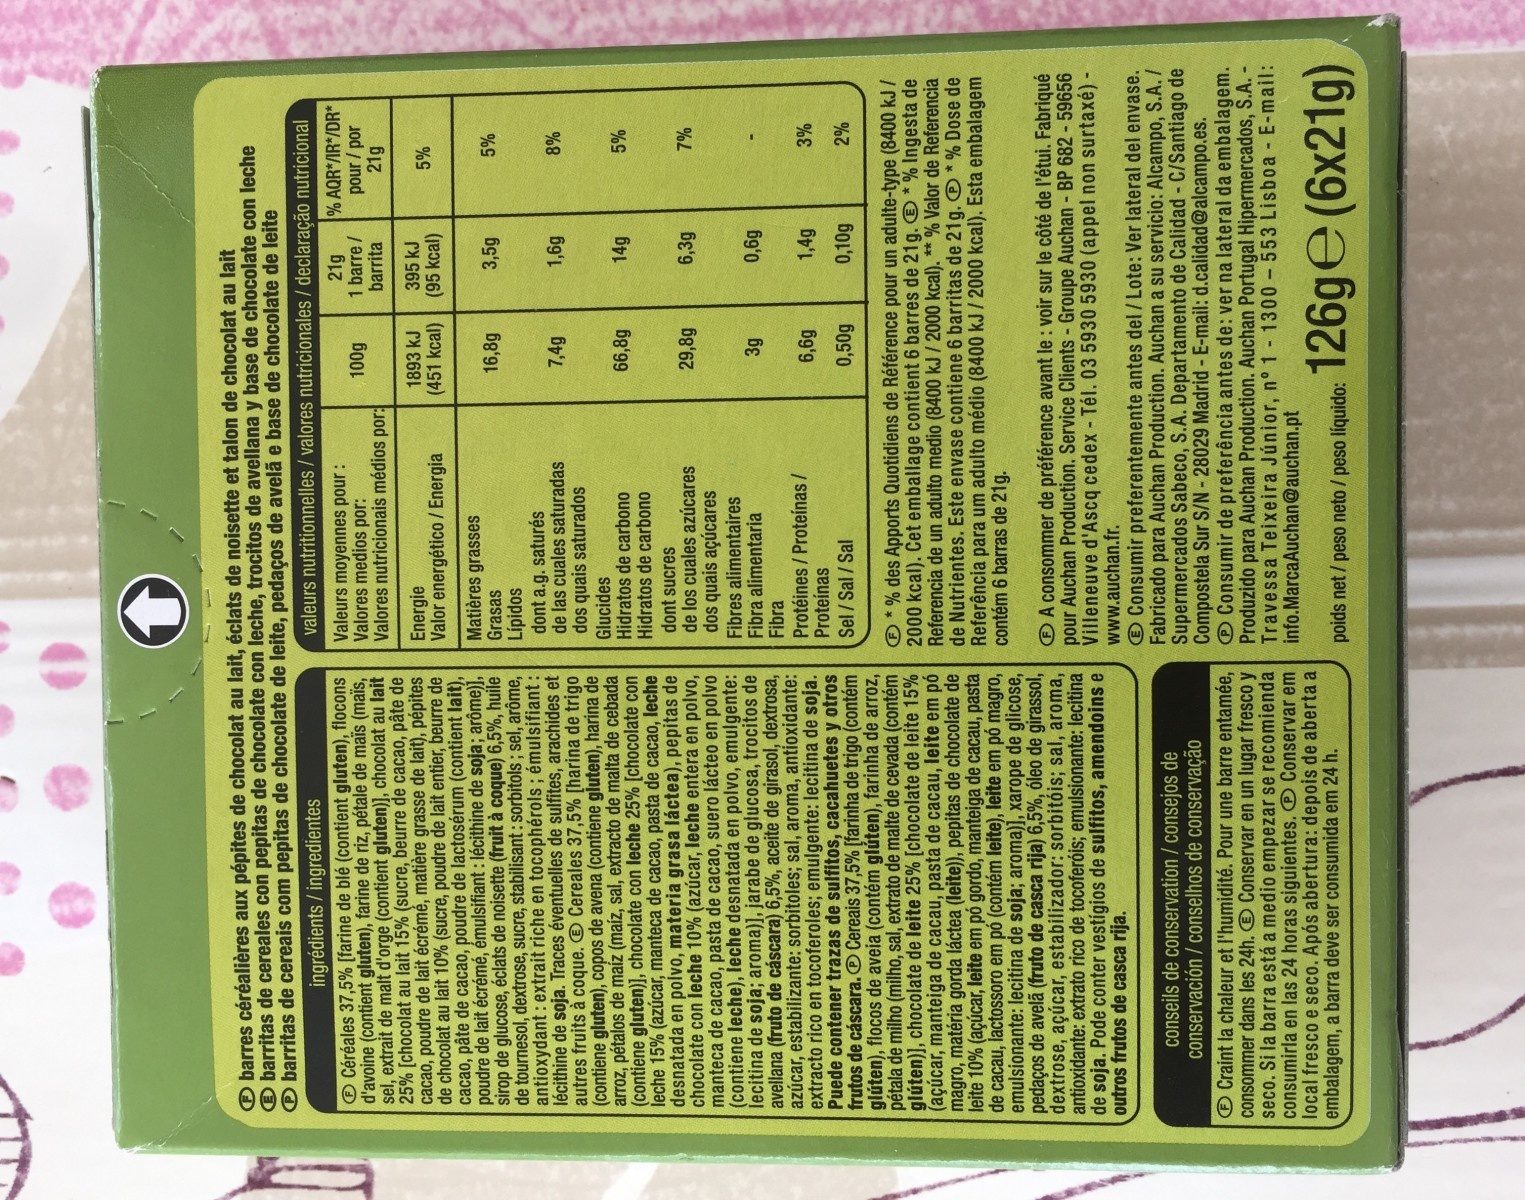 Ⓕ barres céréalières aux pépites de chocolat au lait, éclats de noisette et talon de chocolat au lait
Ⓔ barritas de cereales con pepitas de chocolate con leche, trocitos de avellana y base de chocolate con leche
Ⓟ barritas de cereais com pepitas de chocolate de leite, pedaços de avelã e base de chocolate de leite
ingrédients / ingredientes
Ⓕ Céréales 37,5% [farine de blé (contient gluten), flocons
d'avoine (contient gluten), farine de riz, pétale de maïs (maïs,
sel, extrait de malt d'orge (contient gluten)], chocolat au lait
25% [chocolat au lait 15% (sucre, beurre de cacao, pâte de
cacao, poudre de lait écrémé, matière grasse de lait), pépites
de chocolat au lait 10% (sucre, poudre de lait entier, beurre de
cacao, pâte de cacao, poudre de lactosérum (contient lait),
poudre de lait écrémé, émulsifiant : lécithine de soja ; arôme)],
sirop de glucose, éclats de noisette (fruit à coque) 6,5%, huile
de tournesol, dextrose, sucre, stabilisant : sorbitols ; sel, arôme,
antioxydant : extrait riche en tocophérols ; émulsifiant :
lécithine de soja. Traces éventuelles de sulfites, arachides et
autres fruits à coque. Ⓔ Cereales 37,5% [harina de trigo
(contiene gluten), copos de avena (contiene gluten), harina de
arroz, pétalos de maíz (maíz, sal, extracto de malta de cebada
(contiene gluten)], chocolate con leche 25% [chocolate con
leche 15% (azúcar, manteca de cacao, pasta de cacao, leche
desnatada en polvo, materia grasa láctea), pepitas de
chocolate con leche 10% (azúcar, leche entera en polvo,
manteca de cacao, pasta de cacao, suero lácteo en polvo
(contiene leche), leche desnatada en polvo, emulgente:
lecitina de soja; aroma)], jarabe de glucosa, trocitos de
avellana (fruto de cáscara) 6,5%, aceite de girasol, dextrosa,
azúcar, estabilizante: sorbitoles; sal, aroma, antioxidante:
extracto rico en tocoferoles; emulgente: lecitina de soja.
Puede contener trazas de sulfitos, cacahuetes y otros
frutos de cáscara. Ⓟ Cereais 37,5% [farinha de trigo (contém
glúten), flocos de aveia (contém glúten), farinha de arroz,
pétala de milho (milho, sal, extrato de malte de cevada (contém
glúten)], chocolate de leite 25% [chocolate de leite 15%
(açúcar, manteiga de cacau, pasta de cacau, leite em pó
magro, matéria gorda láctea (leite)), pepitas de chocolate de
leite 10% (açúcar, leite em pó gordo, manteiga de cacau, pasta
de cacau, lactossoro em pó (contém leite), leite em pó magro,
emulsionante: lecitina de soja; aroma)], xarope de glicose,
pedaços de avelã (fruto de casca rija) 6,5%, óleo de girassol,
dextrose, açúcar, estabilizador: sorbitóis; sal, aroma,
antioxidante: extrato rico de tocoferóis; emulsionante: lecitina
de soja. Pode conter vestígios de sulfitos, amendoins e
outros frutos de casca rija.
conseils de conservation / consejos de
conservación / conselhos de conservação
Ⓕ Craint la chaleur et l'humidité. Pour une barre entamée,
consommer dans les 24h. Ⓔ Conservar en un lugar fresco y
seco. Si la barra está a medio empezar se recomienda
consumirla en las 24 horas siguientes. Ⓟ Conservar em
local fresco e seco. Após abertura: depois de aberta a
embalagem, a barra deve ser consumida em 24 h.
valeurs nutritionnelles / valores nutricionales / declaração nutricional
Valeurs moyennes pour : 100g 21g % AQR*/IR*/DR*
Valores medios por: 1 barre / pour / por
Valores nutricionais médios por: barrita 21g
Energie 1893 kJ 395 kJ 5%
Valor energético / Energia (451 kcal) (95 kcal)
Matières grasses
Grasas 16,8g 3,5g 5%
Lípidos
dont a.g. saturés
de las cuales saturadas 7,4g 1,6g 8%
dos quais saturados
Glucides
Hidratos de carbono 66,8g 14g 5%
Hidratos de carbono
dont sucres
de los cuales azúcares 29,8g 6,3g 7%
dos quais açúcares
Fibres alimentaires
Fibra alimentaria 3g 0,6g -
Fibra
Protéines / Proteínas / 6,6g 1,4g 3%
Proteínas
Sel / Sal / Sal 0,50g 0,10g 2%
Ⓕ * % des Apports Quotidiens de Référence pour un adulte-type (8400 kJ /
2000 kcal). Cet emballage contient 6 barres de 21g. Ⓔ * % Ingesta de
Referencia de un adulto medio (8400 kJ / 2000 kcal). ** % Valor de Referencia
de Nutrientes. Este envase contiene 6 barritas de 21g. Ⓟ * % Dose de
Referência para um adulto médio (8400 kJ / 2000 kcal). Esta embalagem
contém 6 barras de 21g.
Ⓕ A consommer de préférence avant le : voir sur le côté de l'étui. Fabriqué
pour Auchan Production. Service Clients - Groupe Auchan - BP 682 - 59656
Villeneuve d'Ascq cedex - Tél. 03 5930 5930 (appel non surtaxé) -
www.auchan.fr.
Ⓔ Consumir preferentemente antes del / Lote: Ver lateral del envase.
Fabricado para Auchan Production. Auchan a su servicio: Alcampo, S.A. /
Supermercados Sabeco, S.A. Departamento de Calidad - C/Santiago de
Compostela Sur S/N - 28029 Madrid - E-mail: d.calidad@alcampo.es.
Ⓟ Consumir de preferência antes de: ver na lateral da embalagem.
Produzido para Auchan Production. Auchan Portugal Hipermercados, S.A. -
Travessa Teixeira Júnior, nº 1 - 1300 – 553 Lisboa - E-mail:
info.MarcaAuchan@auchan.pt
poids net / peso neto / peso líquido: 126g℮ (6x21g)